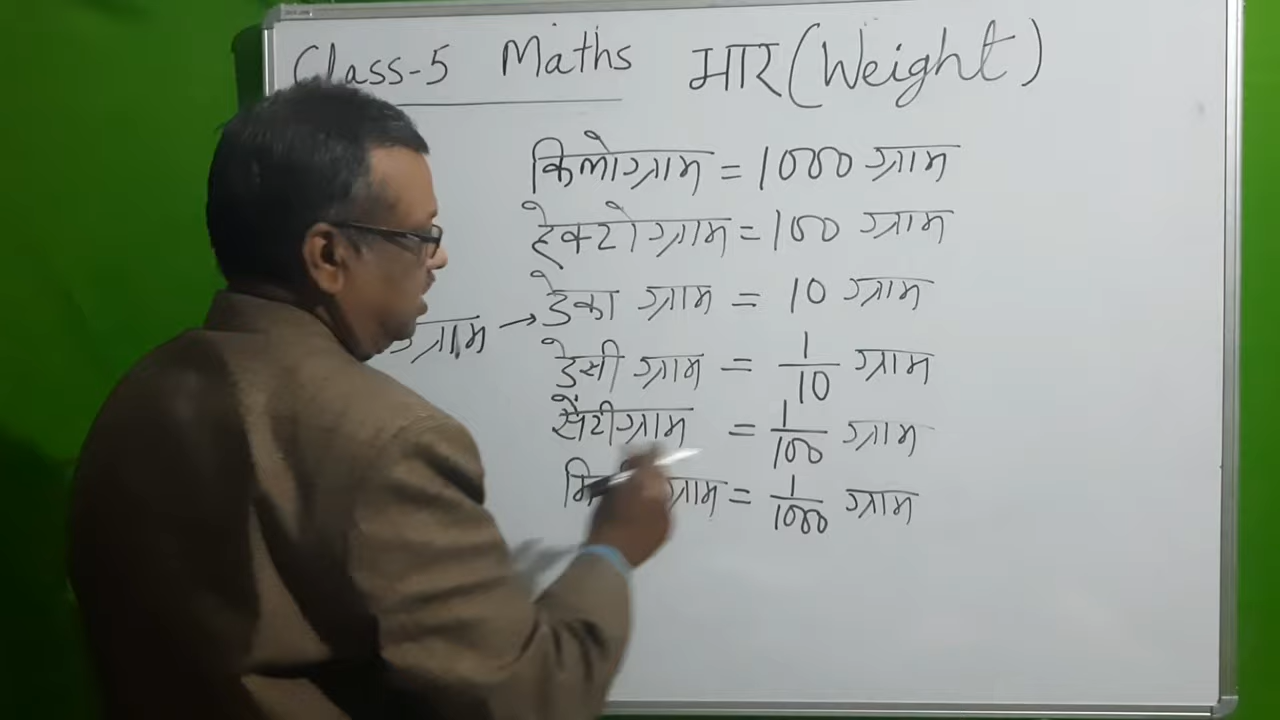 Class-5 Maths भार (Weight)
किलोग्राम = 1000 ग्राम
हेक्टोग्राम = 100 ग्राम
ग्राम → डेका ग्राम = 10 ग्राम
डेसी ग्राम = 1/10 ग्राम
सेंटीग्राम = 1/100 ग्राम
ग्राम = 1/1000 ग्राम